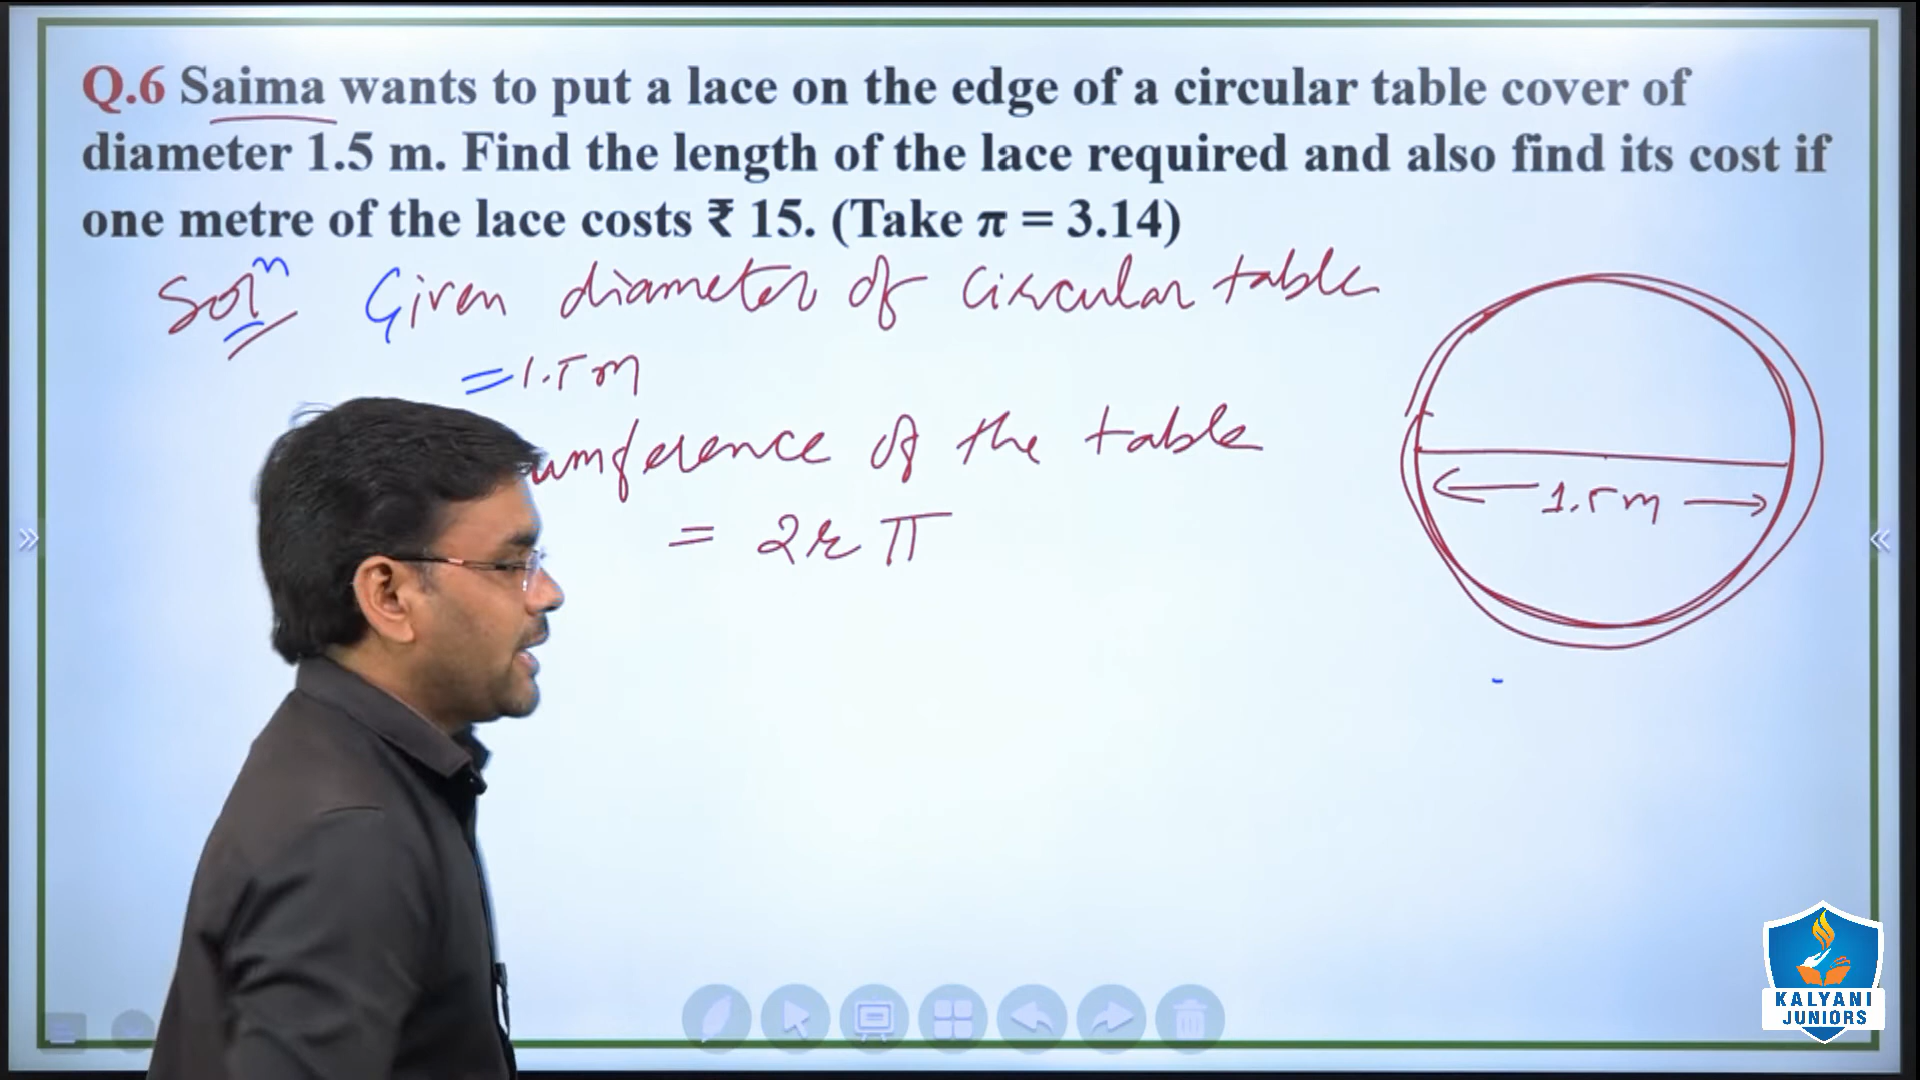 Q.6 Saima wants to put a lace on the edge of a circular table cover of
diameter 1.5 m. Find the length of the lace required and also find its cost if
one metre of the lace costs ₹ 15. (Take π = 3.14)
Solⁿ Given diameter of circular table
= 1.5 m
umference of the table
= 2r π
1.5m
KALYANI
JUNIORS